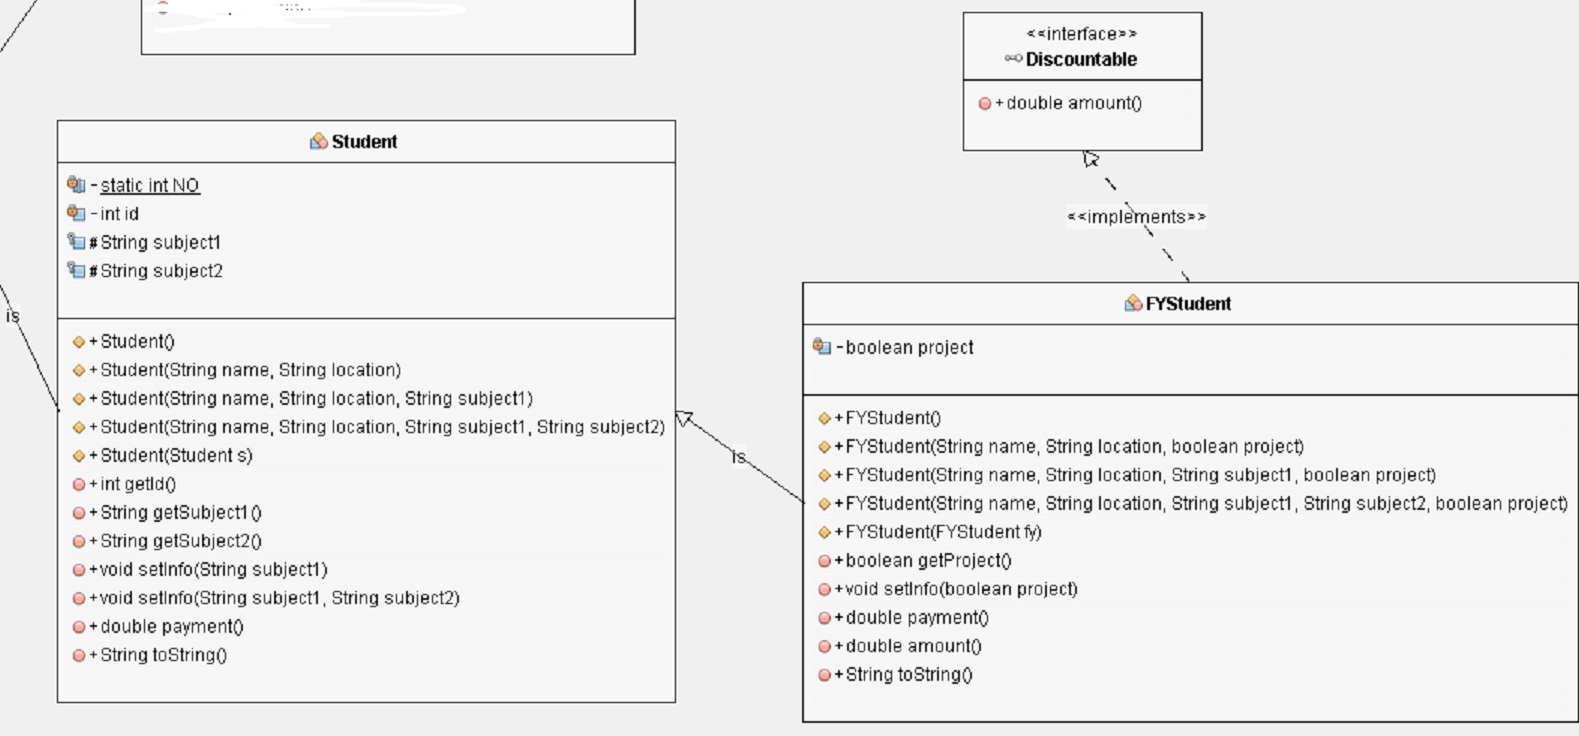 <<interface>>
Discountable
+ double amount()
<<implements>>
Student
- static int NO
- int id
# String subject1
# String subject2
+ Student()
+ Student(String name, String location)
+ Student(String name, String location, String subject1)
+ Student(String name, String location, String subject1, String subject2)
+ Student(Student s)
+ int getId()
+ String getSubject1()
+ String getSubject2()
+ void setInfo(String subject1)
+ void setInfo(String subject1, String subject2)
+ double payment()
+ String toString()
is
is
FYStudent
- boolean project
+ FYStudent()
+ FYStudent(String name, String location, boolean project)
+ FYStudent(String name, String location, String subject1, boolean project)
+ FYStudent(String name, String location, String subject1, String subject2, boolean project)
+ FYStudent(FYStudent fy)
+ boolean getProject()
+ void setInfo(boolean project)
+ double payment()
+ double amount()
+ String toString()